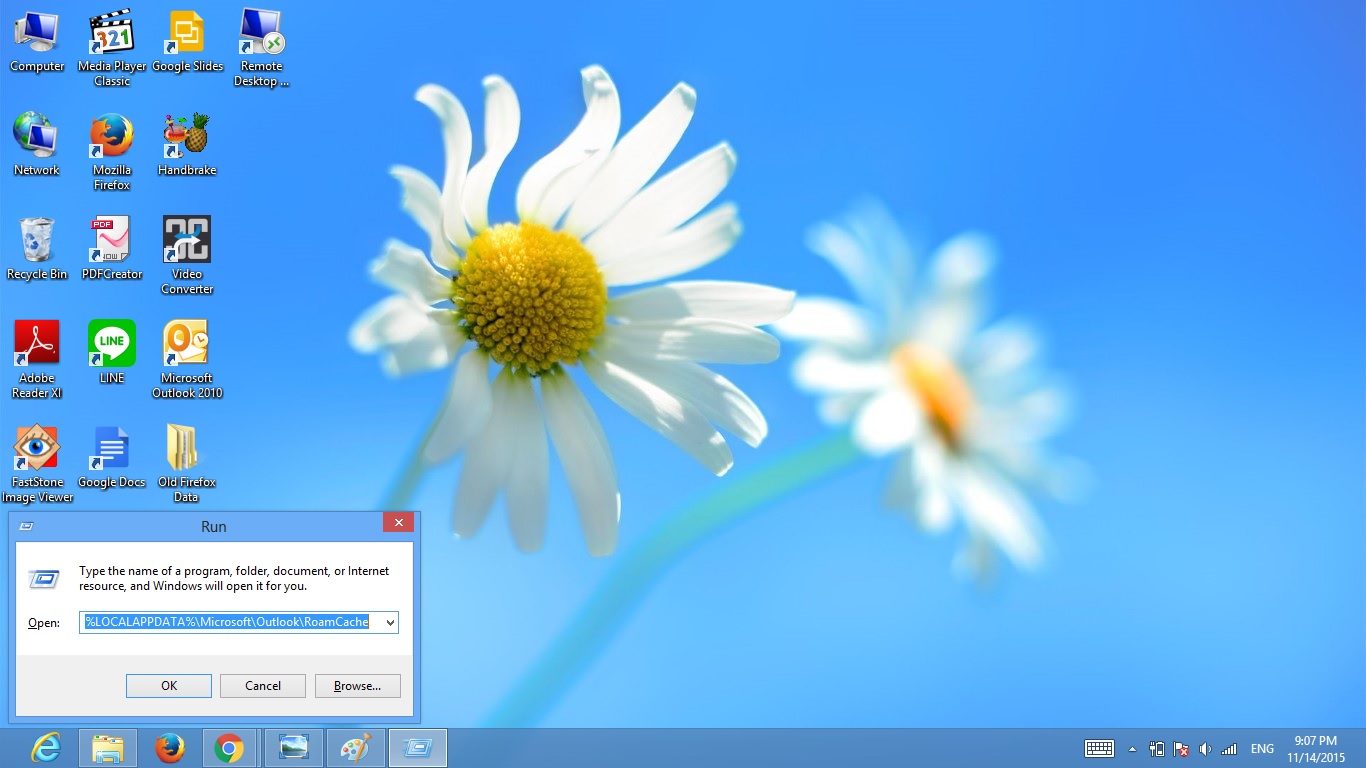 Computer
Media Player
Classic
Google Slides
Remote
Desktop ...
Network
Mozilla
Firefox
Handbrake
Recycle Bin
PDFCreator
Video
Converter
Adobe
Reader XI
LINE
Microsoft
Outlook 2010
FastStone
Image Viewer
Google Docs
Old Firefox
Data
321
PDF
LINE
Run
Type the name of a program, folder, document, or Internet
resource, and Windows will open it for you.
Open:
%LOCALAPPDATA%\Microsoft\Outlook\RoamCache
OK
Cancel
Browse...
ENG
9:07 PM
11/14/2015